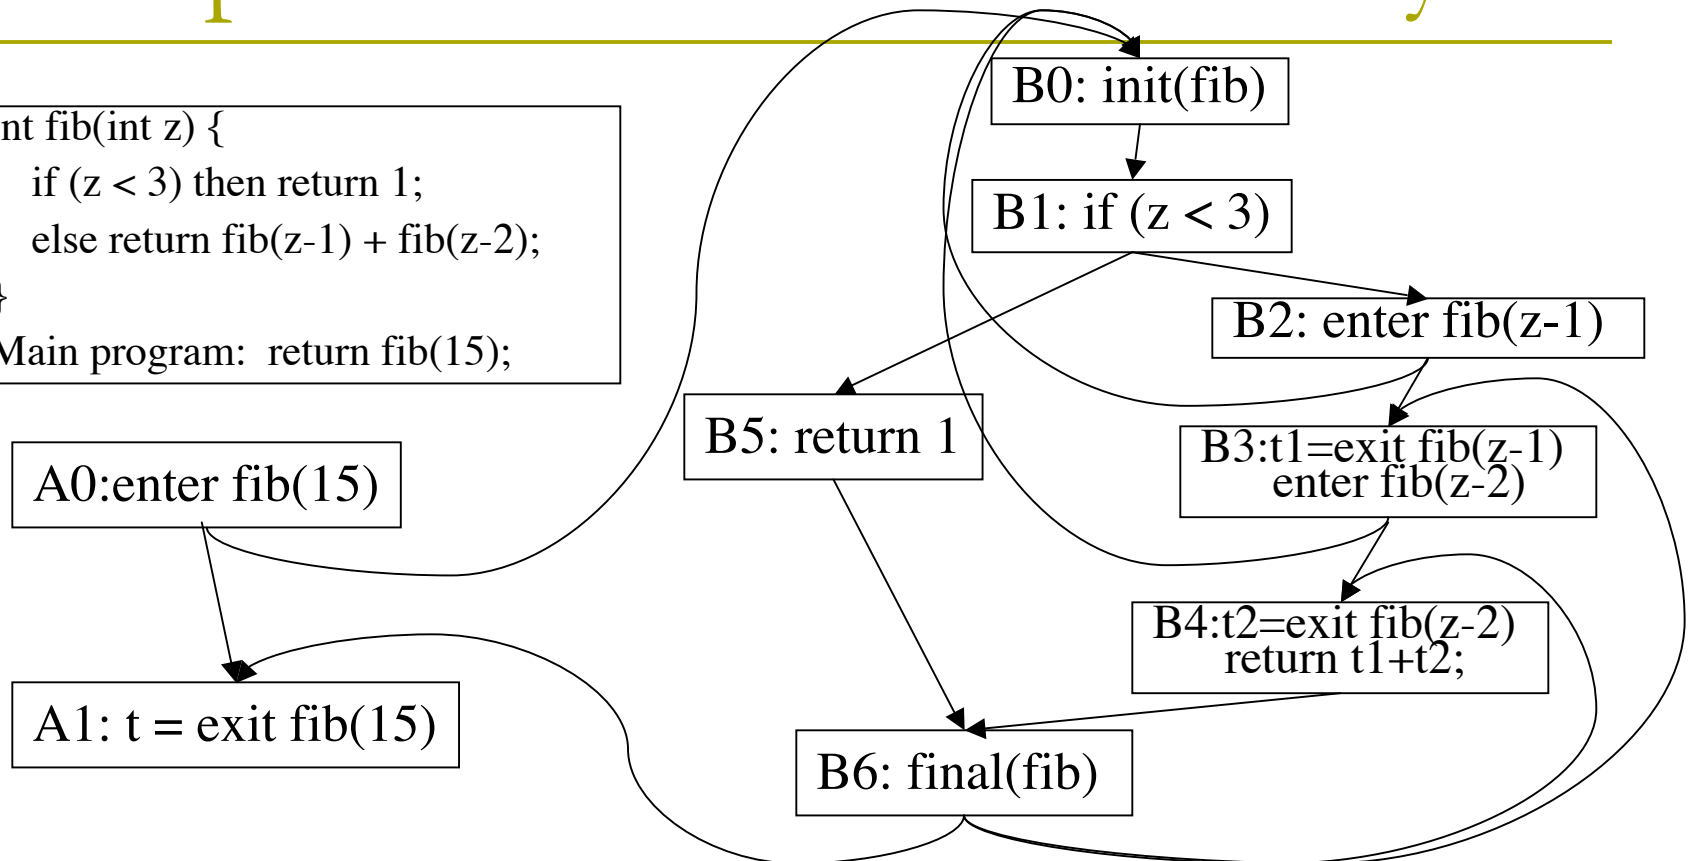 B0: init(fib)
nt fib(int z) {
if (z < 3) then return 1;
else return fib(z-1) + fib(z-2);
}
Main program: return fib(15);
B1: if (z < 3)
B2: enter fib(z-1)
B5: return 1
B3:t1=exit fib(z-1)
enter fib(z-2)
A0:enter fib(15)
B4:t2=exit fib(z-2)
return t1+t2;
A1: t = exit fib(15)
B6: final(fib)